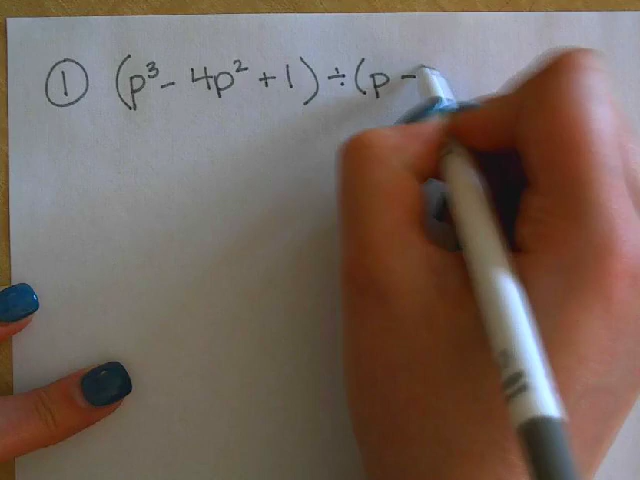 ① (p³ - 4p² + 1) ÷ (p -